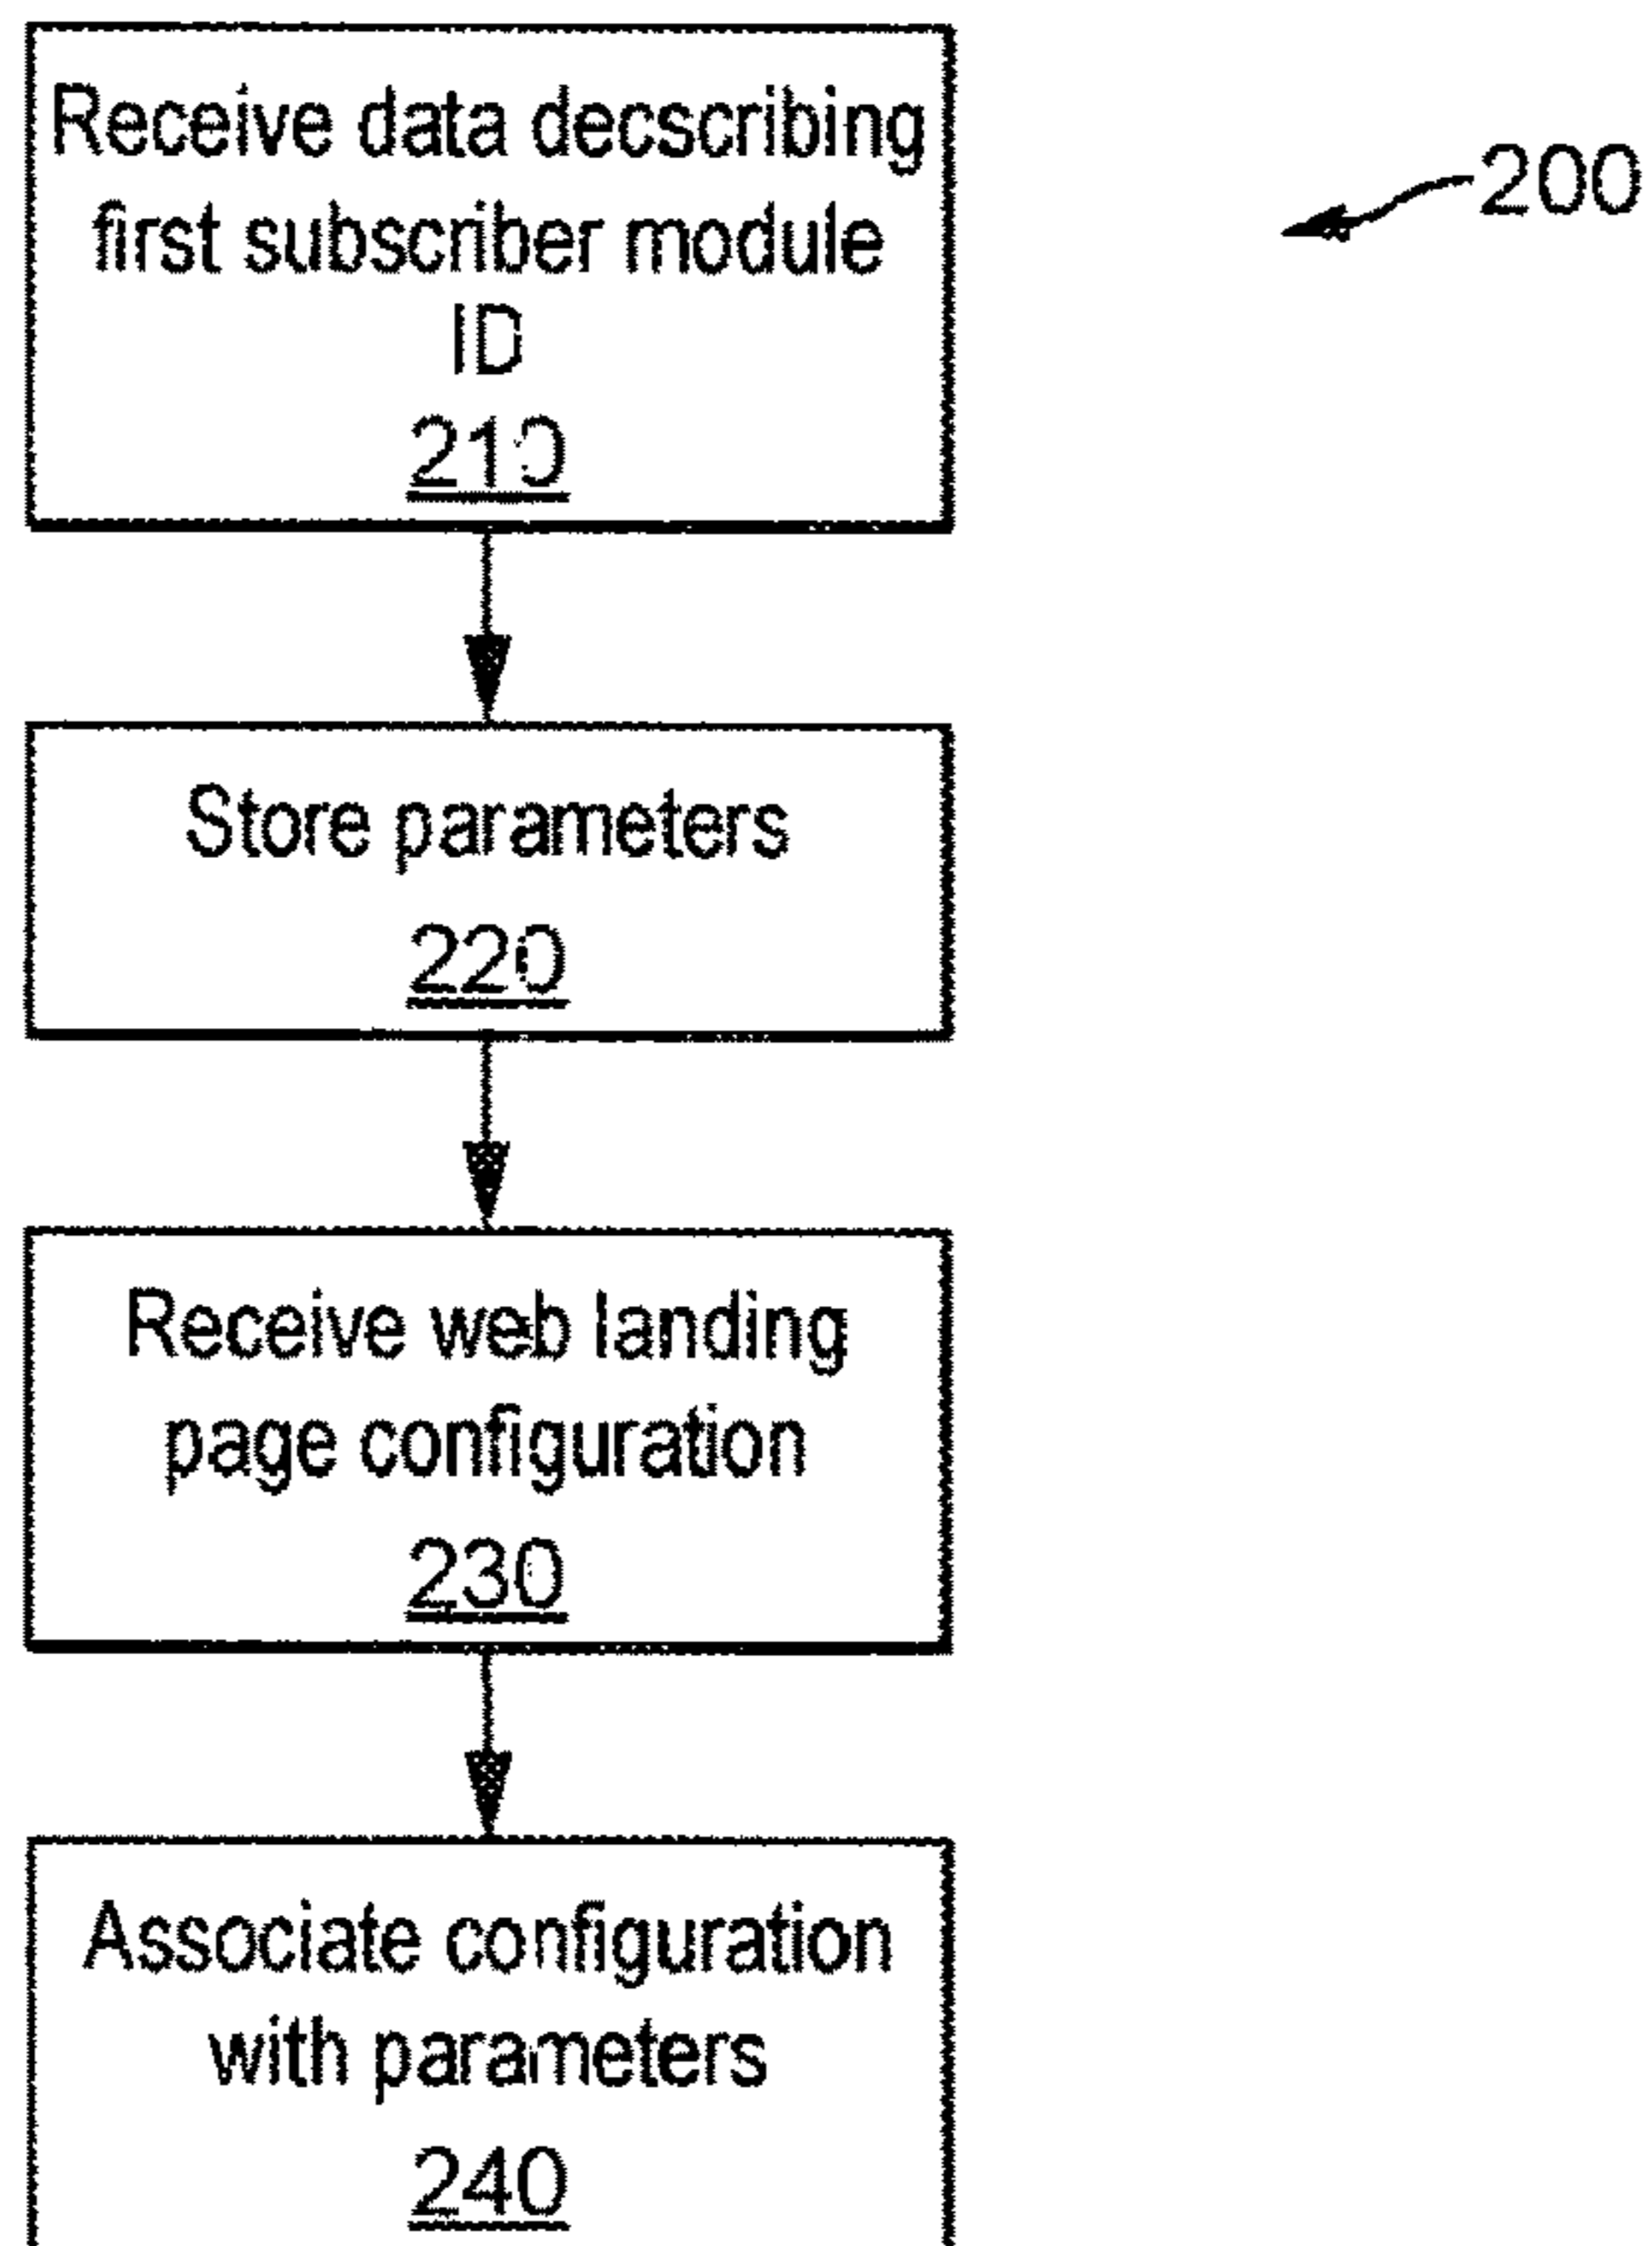 Receive data decscribing
first subscriber module
ID
210
200
Store parameters
220
Receive web landing
page configuration
230
Associate configuration
with parameters
240